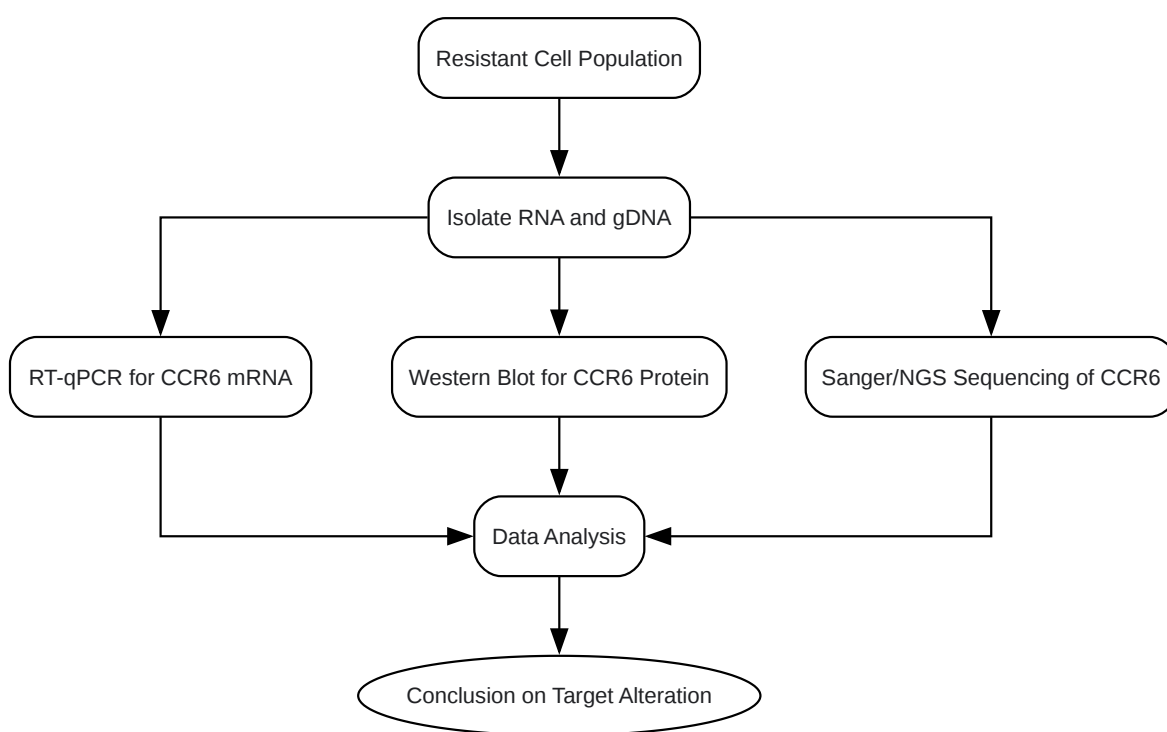 Resistant Cell Population
Isolate RNA and gDNA
RT-qPCR for CCR6 mRNA
Western Blot for CCR6 Protein
Sanger/NGS Sequencing of CCR6
Data Analysis
Conclusion on Target Alteration